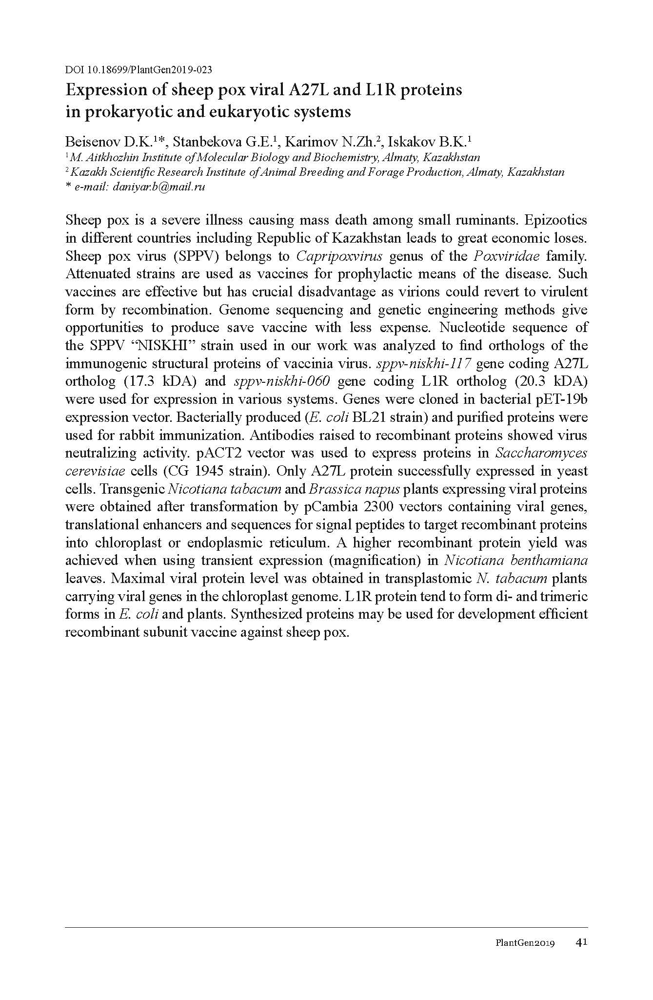 DOI 10.18699/PlantGen2019-023
Expression of sheep pox viral A27L and L1R proteins
in prokaryotic and eukaryotic systems
Beisenov D.K.¹*, Stanbekova G.E.¹, Karimov N.Zh.², Iskakov B.K.¹
¹ M. Aitkhozhin Institute of Molecular Biology and Biochemistry, Almaty, Kazakhstan
² Kazakh Scientific Research Institute of Animal Breeding and Forage Production, Almaty, Kazakhstan
* e-mail: daniyar.b@mail.ru
Sheep pox is a severe illness causing mass death among small ruminants. Epizootics
in different countries including Republic of Kazakhstan leads to great economic loses.
Sheep pox virus (SPPV) belongs to Capripoxvirus genus of the Poxviridae family.
Attenuated strains are used as vaccines for prophylactic means of the disease. Such
vaccines are effective but has crucial disadvantage as virions could revert to virulent
form by recombination. Genome sequencing and genetic engineering methods give
opportunities to produce save vaccine with less expense. Nucleotide sequence of
the SPPV “NISKHI” strain used in our work was analyzed to find orthologs of the
immunogenic structural proteins of vaccinia virus. sppv-niskhi-117 gene coding A27L
ortholog (17.3 kDA) and sppv-niskhi-060 gene coding L1R ortholog (20.3 kDA)
were used for expression in various systems. Genes were cloned in bacterial pET-19b
expression vector. Bacterially produced (E. coli BL21 strain) and purified proteins were
used for rabbit immunization. Antibodies raised to recombinant proteins showed virus
neutralizing activity. pACT2 vector was used to express proteins in Saccharomyces
cerevisiae cells (CG 1945 strain). Only A27L protein successfully expressed in yeast
cells. Transgenic Nicotiana tabacum and Brassica napus plants expressing viral proteins
were obtained after transformation by pCambia 2300 vectors containing viral genes,
translational enhancers and sequences for signal peptides to target recombinant proteins
into chloroplast or endoplasmic reticulum. A higher recombinant protein yield was
achieved when using transient expression (magnification) in Nicotiana benthamiana
leaves. Maximal viral protein level was obtained in transplastomic N. tabacum plants
carrying viral genes in the chloroplast genome. L1R protein tend to form di- and trimeric
forms in E. coli and plants. Synthesized proteins may be used for development efficient
recombinant subunit vaccine against sheep pox.
PlantGen2019 41